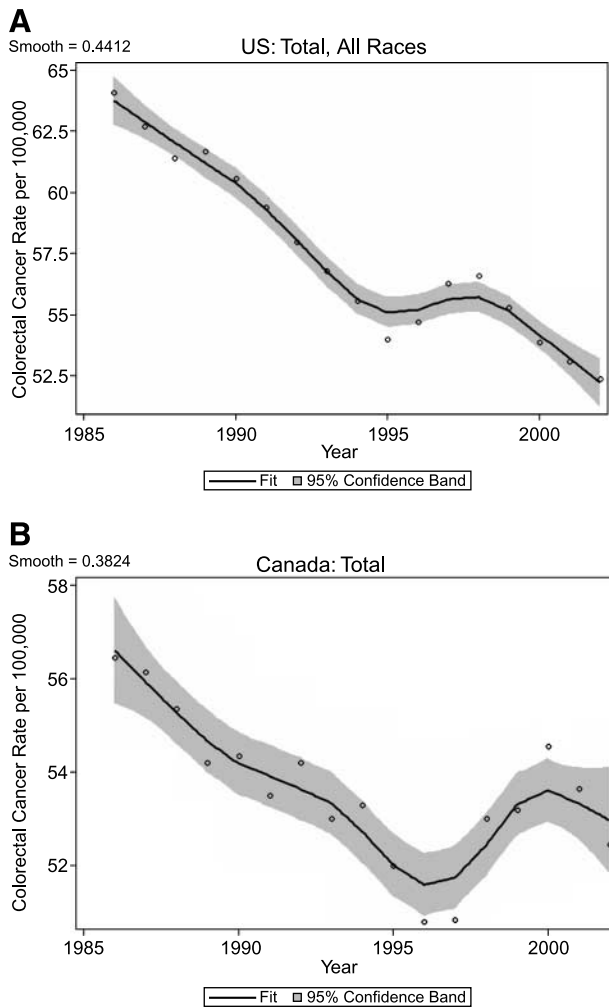 A
Smooth = 0.4412
US: Total, All Races
Colorectal Cancer Rate per 100,000
65
62.5
60
57.5
55
52.5
1985 1990 1995 2000
Year
Fit 95% Confidence Band
B
Smooth = 0.3824
Canada: Total
Colorectal Cancer Rate per 100,000
58
56
54
52
1985 1990 1995 2000
Year
Fit 95% Confidence Band